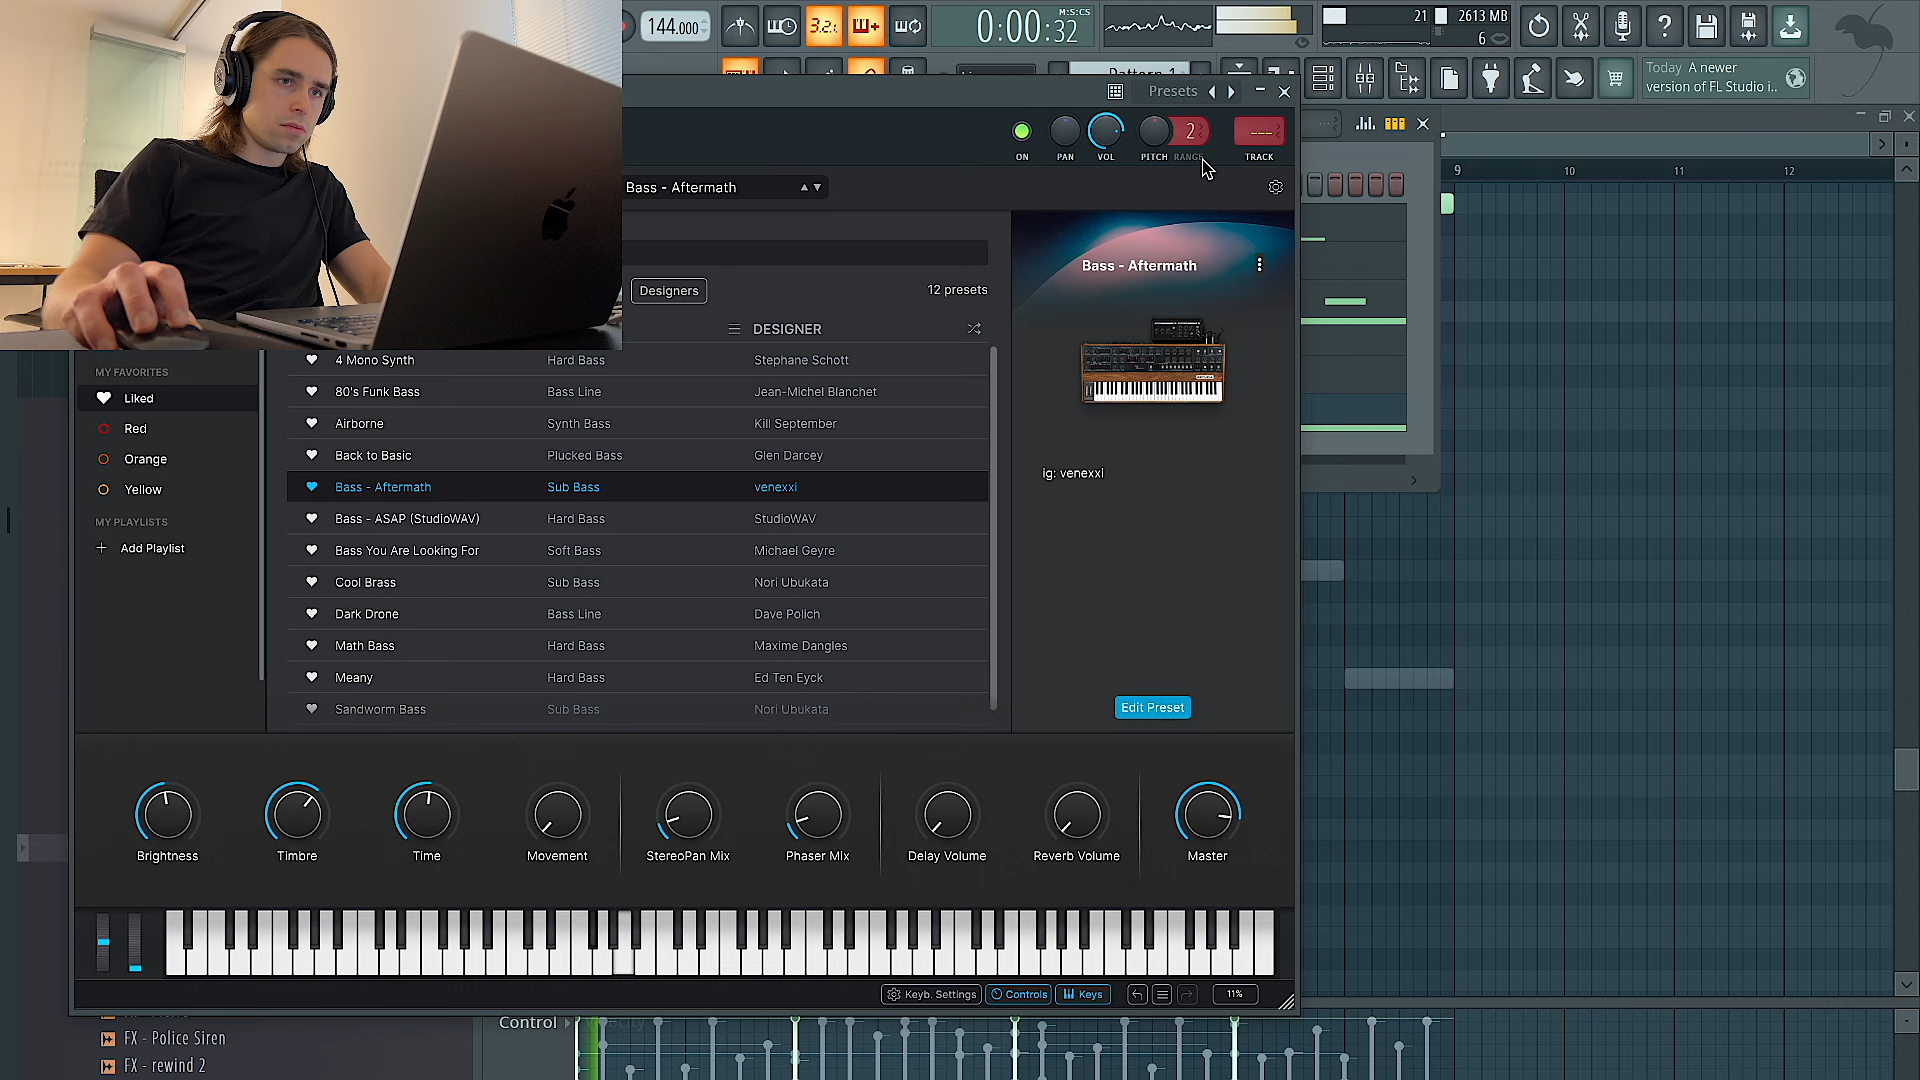 144.000
3.2.
0:00:32
M:S:CS
21
2613 MB
6
Today A newer
version of FL Studio i..
Pattern 1
Presets
2
---
ON
PAN
VOL
PITCH
RANGE
TRACK
9
10
11
12
Bass - Aftermath
Designers
12 presets
DESIGNER
Bass - Aftermath
ig: venexxi
Edit Preset
MY FAVORITES
Liked
Red
Orange
Yellow
MY PLAYLISTS
Add Playlist
4 Mono Synth Hard Bass Stephane Schott
80's Funk Bass Bass Line Jean-Michel Blanchet
Airborne Synth Bass Kill September
Back to Basic Plucked Bass Glen Darcey
Bass - Aftermath Sub Bass venexxi
Bass - ASAP (StudioWAV) Hard Bass StudioWAV
Bass You Are Looking For Soft Bass Michael Geyre
Cool Brass Sub Bass Nori Ubukata
Dark Drone Bass Line Dave Polich
Math Bass Hard Bass Maxime Dangles
Meany Hard Bass Ed Ten Eyck
Sandworm Bass Sub Bass Nori Ubukata
Brightness
Timbre
Time
Movement
StereoPan Mix
Phaser Mix
Delay Volume
Reverb Volume
Master
Keyb. Settings
Controls
Keys
11%
Control
Velocity
FX - Police Siren
FX - rewind 2